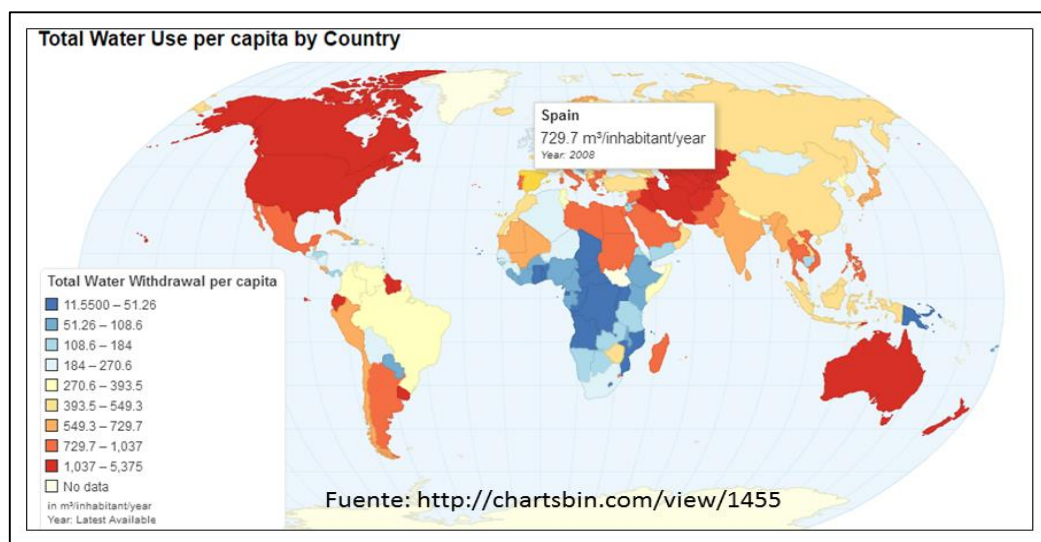 Total Water Use per capita by Country
Spain
729.7 m³/inhabitant/year
Year: 2008
Total Water Withdrawal per capita
11.5500 – 51.26
51.26 – 108.6
108.6 – 184
184 – 270.6
270.6 – 393.5
393.5 – 549.3
549.3 – 729.7
729.7 – 1,037
1,037 – 5,375
No data
in m³/inhabitant/year
Year: Latest Available
Fuente: http://chartsbin.com/view/1455